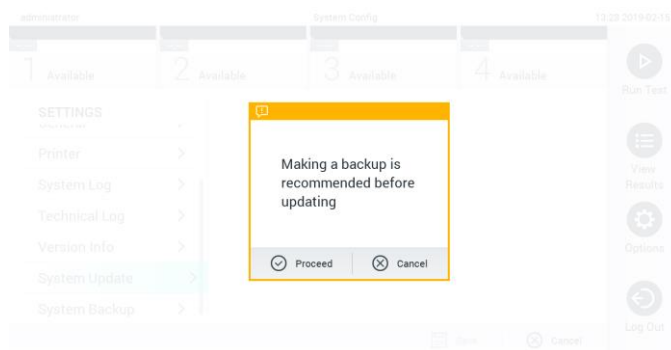 administrator System Config 13:28 2019-02-15
1 Available 2 Available 3 Available 4 Available
Run Test
SETTINGS
General
Printer
System Log
Technical Log
Version Info
System Update
System Backup
Making a backup is
recommended before
updating
Proceed Cancel
View
Results
Options
Log Out
Save Cancel